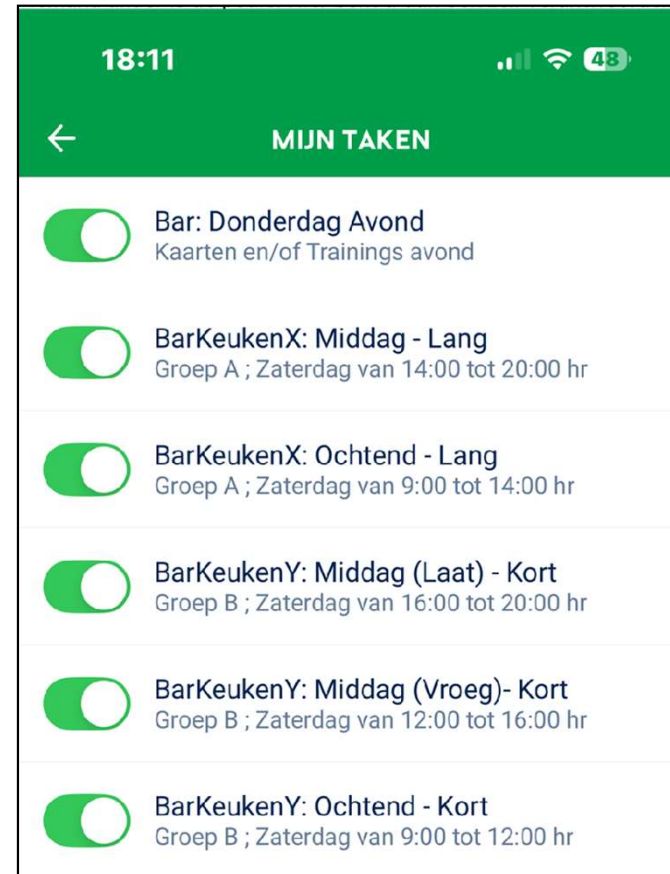 18:11
48
MIJN TAKEN
Bar: Donderdag Avond
Kaarten en/of Trainings avond
BarKeukenX: Middag - Lang
Groep A ; Zaterdag van 14:00 tot 20:00 hr
BarKeukenX: Ochtend - Lang
Groep A ; Zaterdag van 9:00 tot 14:00 hr
BarKeukenY: Middag (Laat) - Kort
Groep B ; Zaterdag van 16:00 tot 20:00 hr
BarKeukenY: Middag (Vroeg)- Kort
Groep B ; Zaterdag van 12:00 tot 16:00 hr
BarKeukenY: Ochtend - Kort
Groep B ; Zaterdag van 9:00 tot 12:00 hr